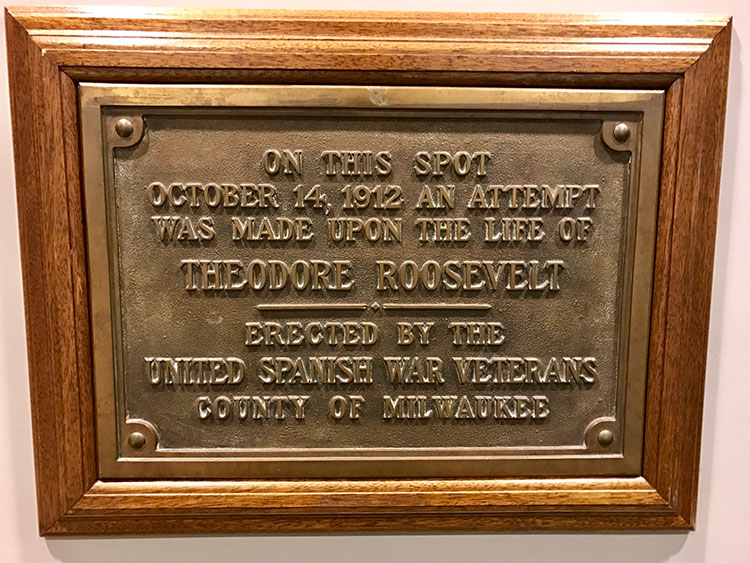 ON THIS SPOT
OCTOBER 14, 1912 AN ATTEMPT
WAS MADE UPON THE LIFE OF
THEODORE ROOSEVELT
ERECTED BY THE
UNITED SPANISH WAR VETERANS
COUNTY OF MILWAUKEE